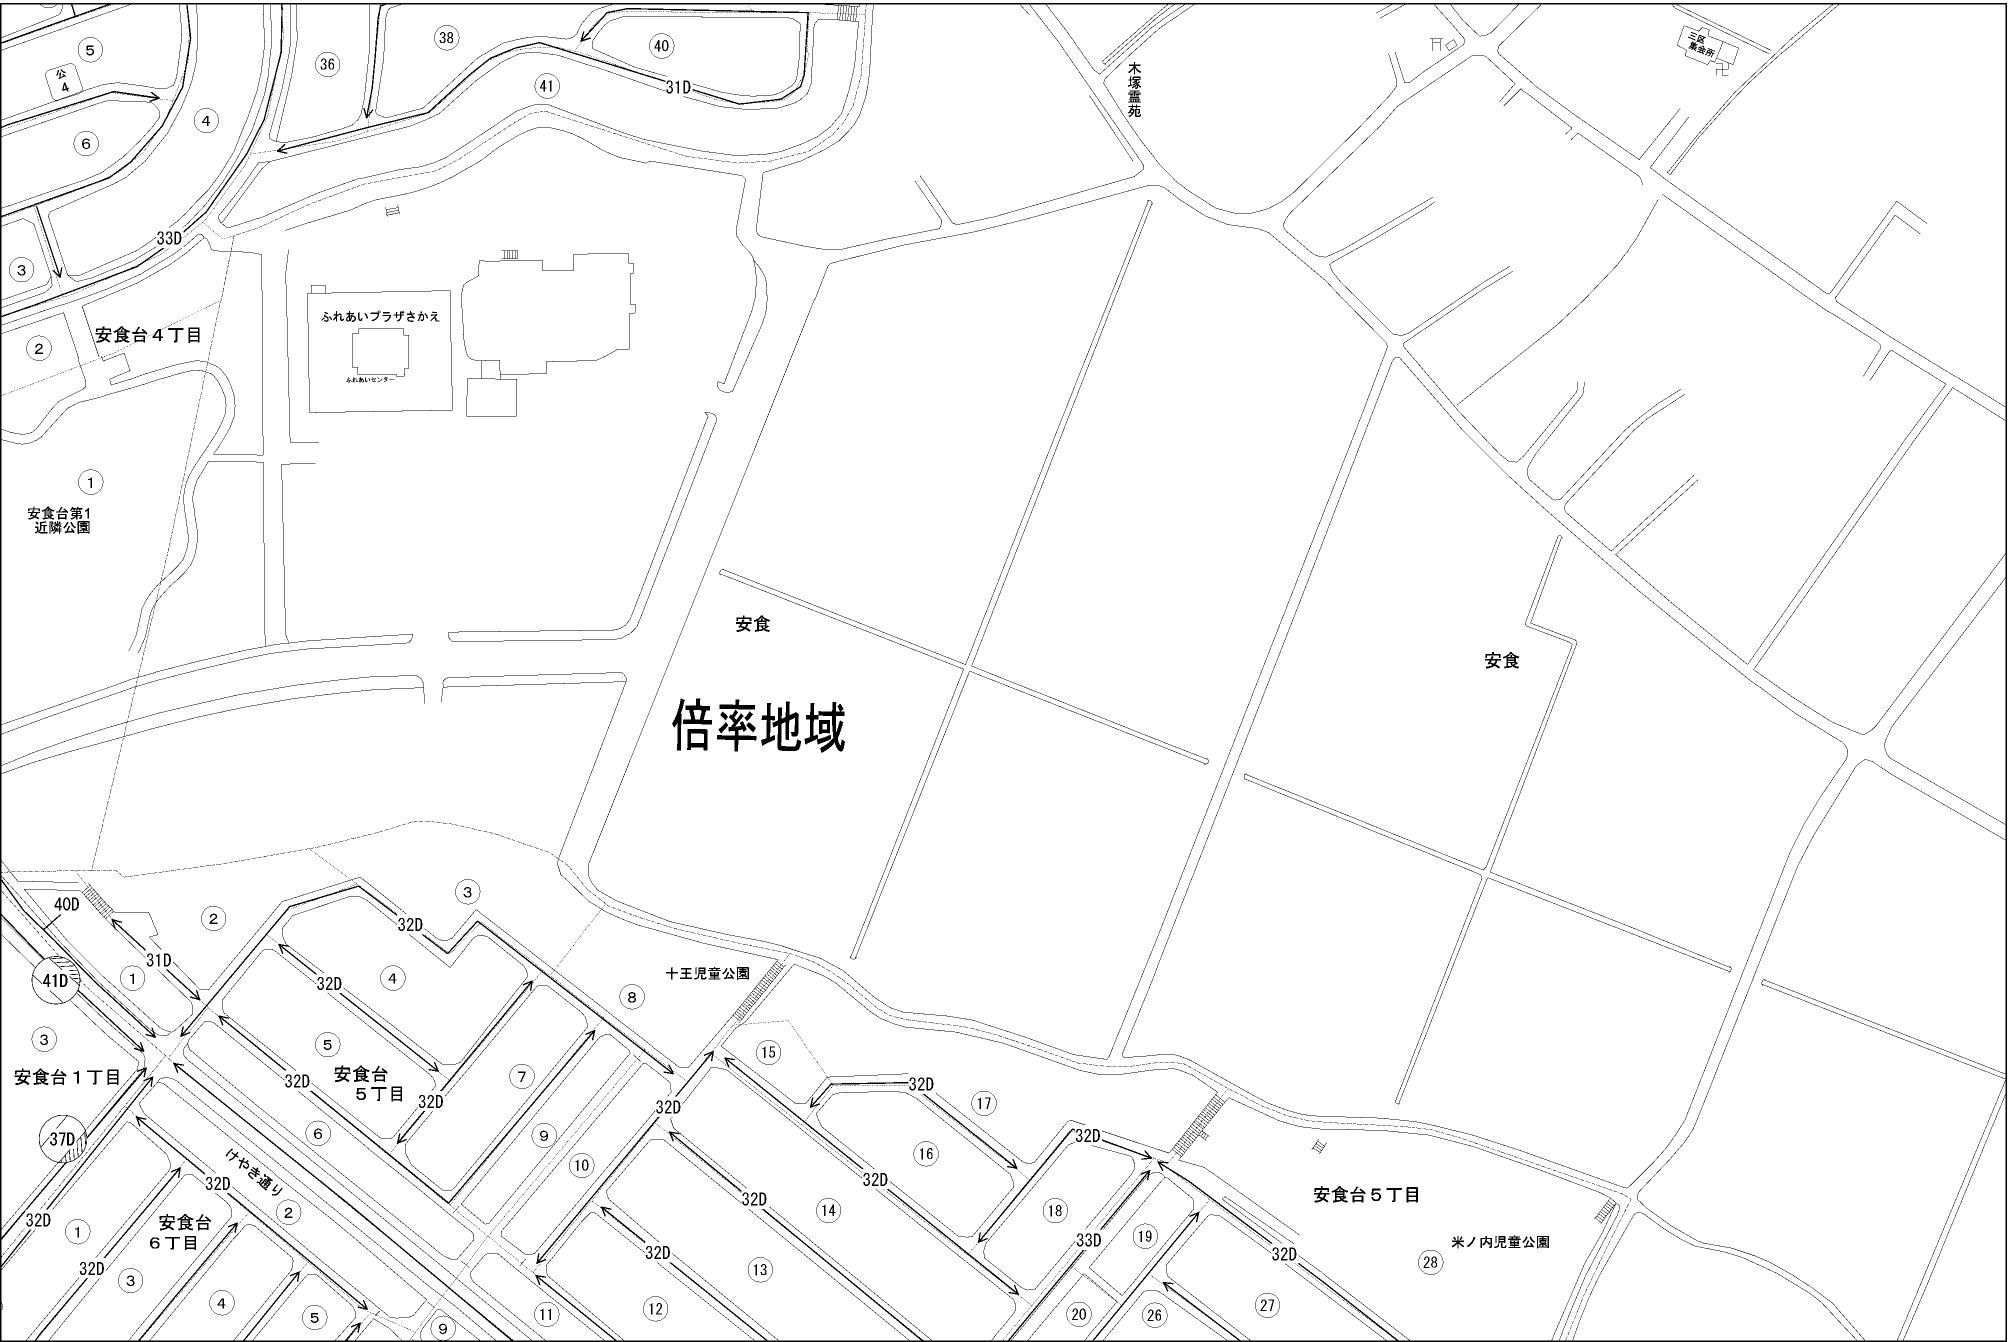 5
公
4
6
4
36
38
40
31D
41
木塚霊苑
三区
集会所
3
33D
2
安食台４丁目
ふれあいプラザさかえ
ふれあいセンター
1
安食台第1
近隣公園
安食
安食
倍率地域
40D
41D
31D
1
2
3
32D
4
32D
十王児童公園
8
3
安食台１丁目
37D
5
安食台
５丁目
32D
7
32D
6
9
10
32D
15
32D
17
16
32D
32D
18
33D
19
安食台５丁目
米ノ内児童公園
28
けやき通り
32D
2
32D
1
安食台
６丁目
32D
3
4
5
9
11
12
32D
13
32D
14
20
26
27
32D